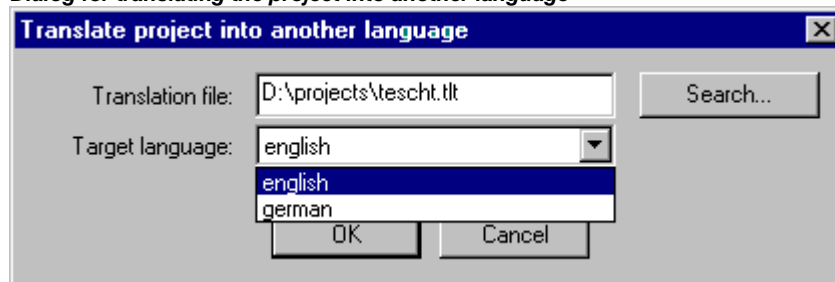 Dialog for translating the project into another language
Translate project into another language
Translation file: D:\projects\tescht.tlt Search...
Target language: english
english
german
OK Cancel